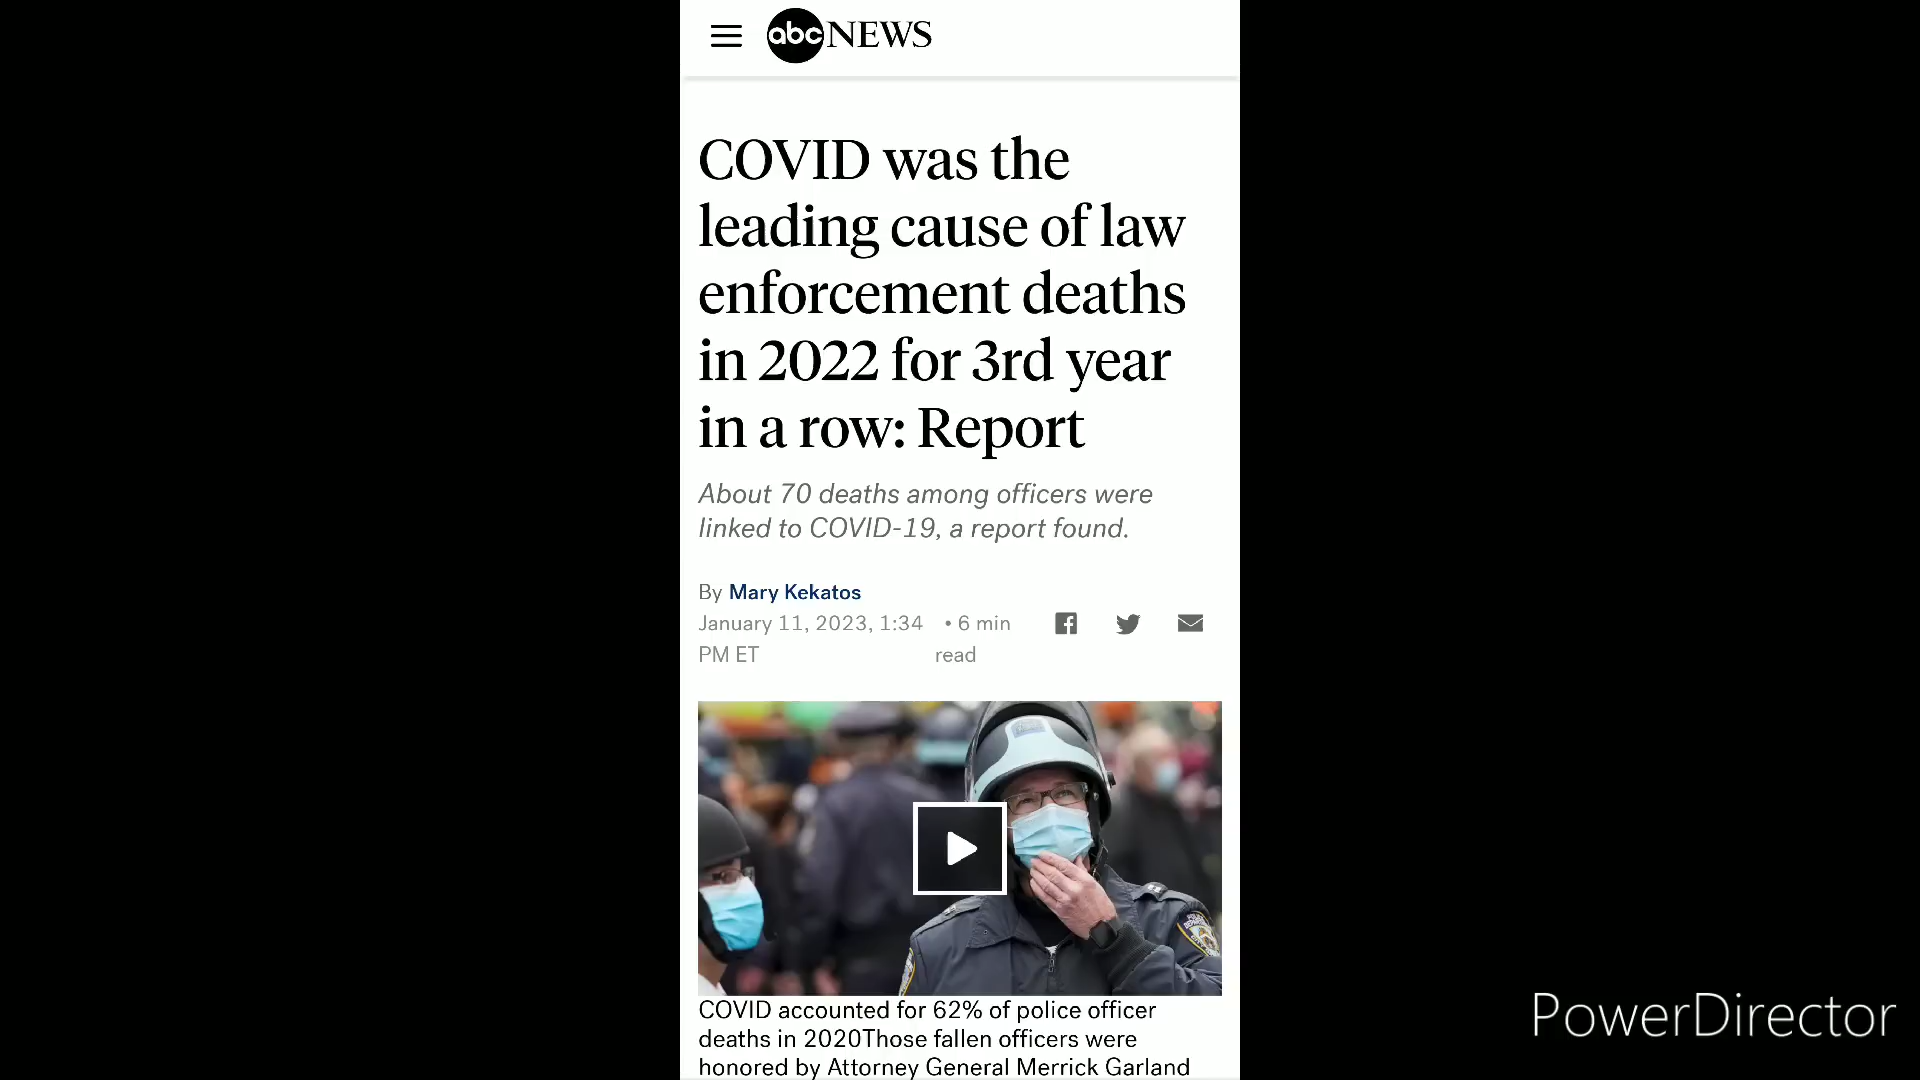 abc NEWS
COVID was the
leading cause of law
enforcement deaths
in 2022 for 3rd year
in a row: Report
About 70 deaths among officers were
linked to COVID-19, a report found.
By Mary Kekatos
January 11, 2023, 1:34 PM ET
• 6 min read
COVID accounted for 62% of police officer
deaths in 2020Those fallen officers were
honored by Attorney General Merrick Garland
PowerDirector